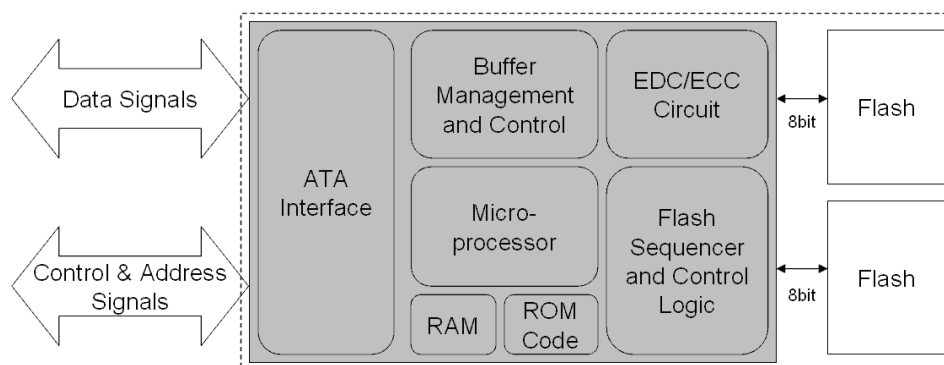 Data Signals
Control & Address
Signals
ATA
Interface
Buffer
Management
and Control
Micro-
processor
RAM
ROM
Code
EDC/ECC
Circuit
Flash
Sequencer
and Control
Logic
8bit
Flash
8bit
Flash